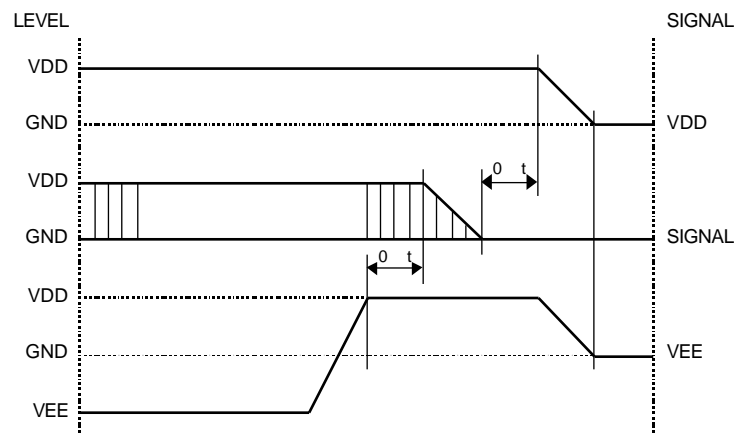 LEVEL
SIGNAL
VDD
GND
VDD
VDD
0 t
GND
SIGNAL
0 t
VDD
GND
VEE
VEE